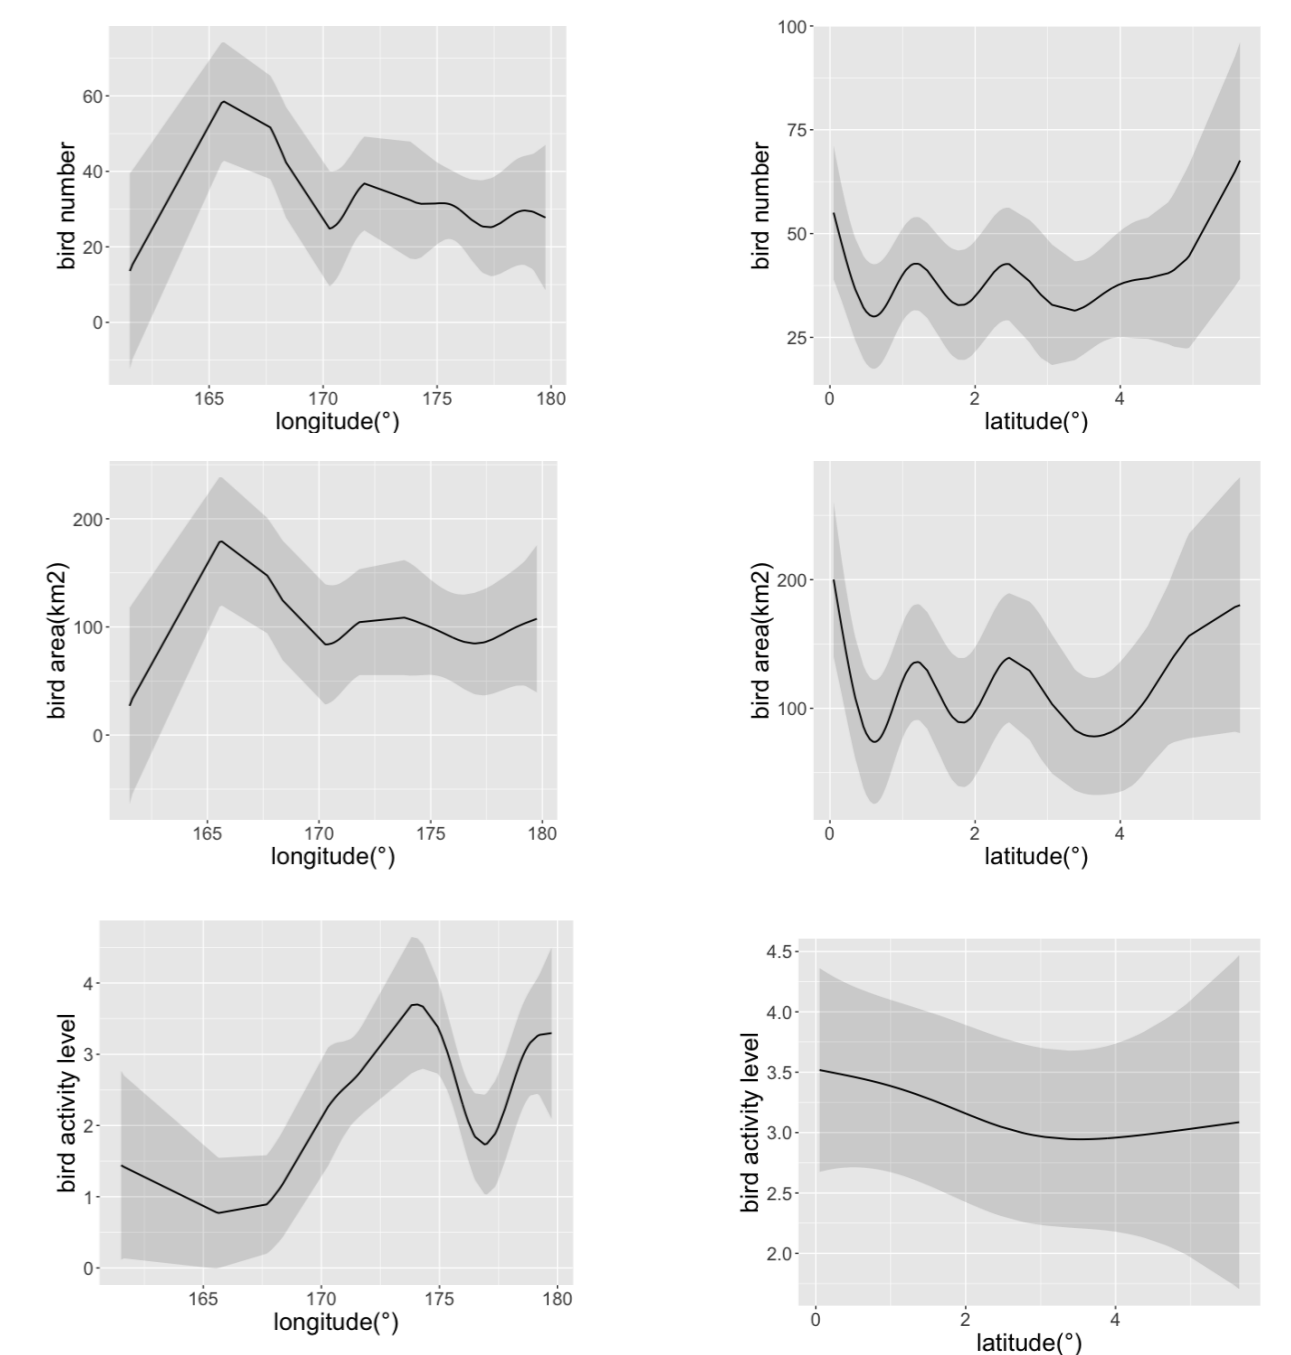 bird number
60
40
20
0
165 170 175 180
longitude(°)
bird number
100
75
50
25
0 2 4
latitude(°)
bird area(km2)
200
100
0
165 170 175 180
longitude(°)
bird area(km2)
200
100
0 2 4
latitude(°)
bird activity level
4
3
2
1
0
165 170 175 180
longitude(°)
bird activity level
4.5
4.0
3.5
3.0
2.5
2.0
0 2 4
latitude(°)